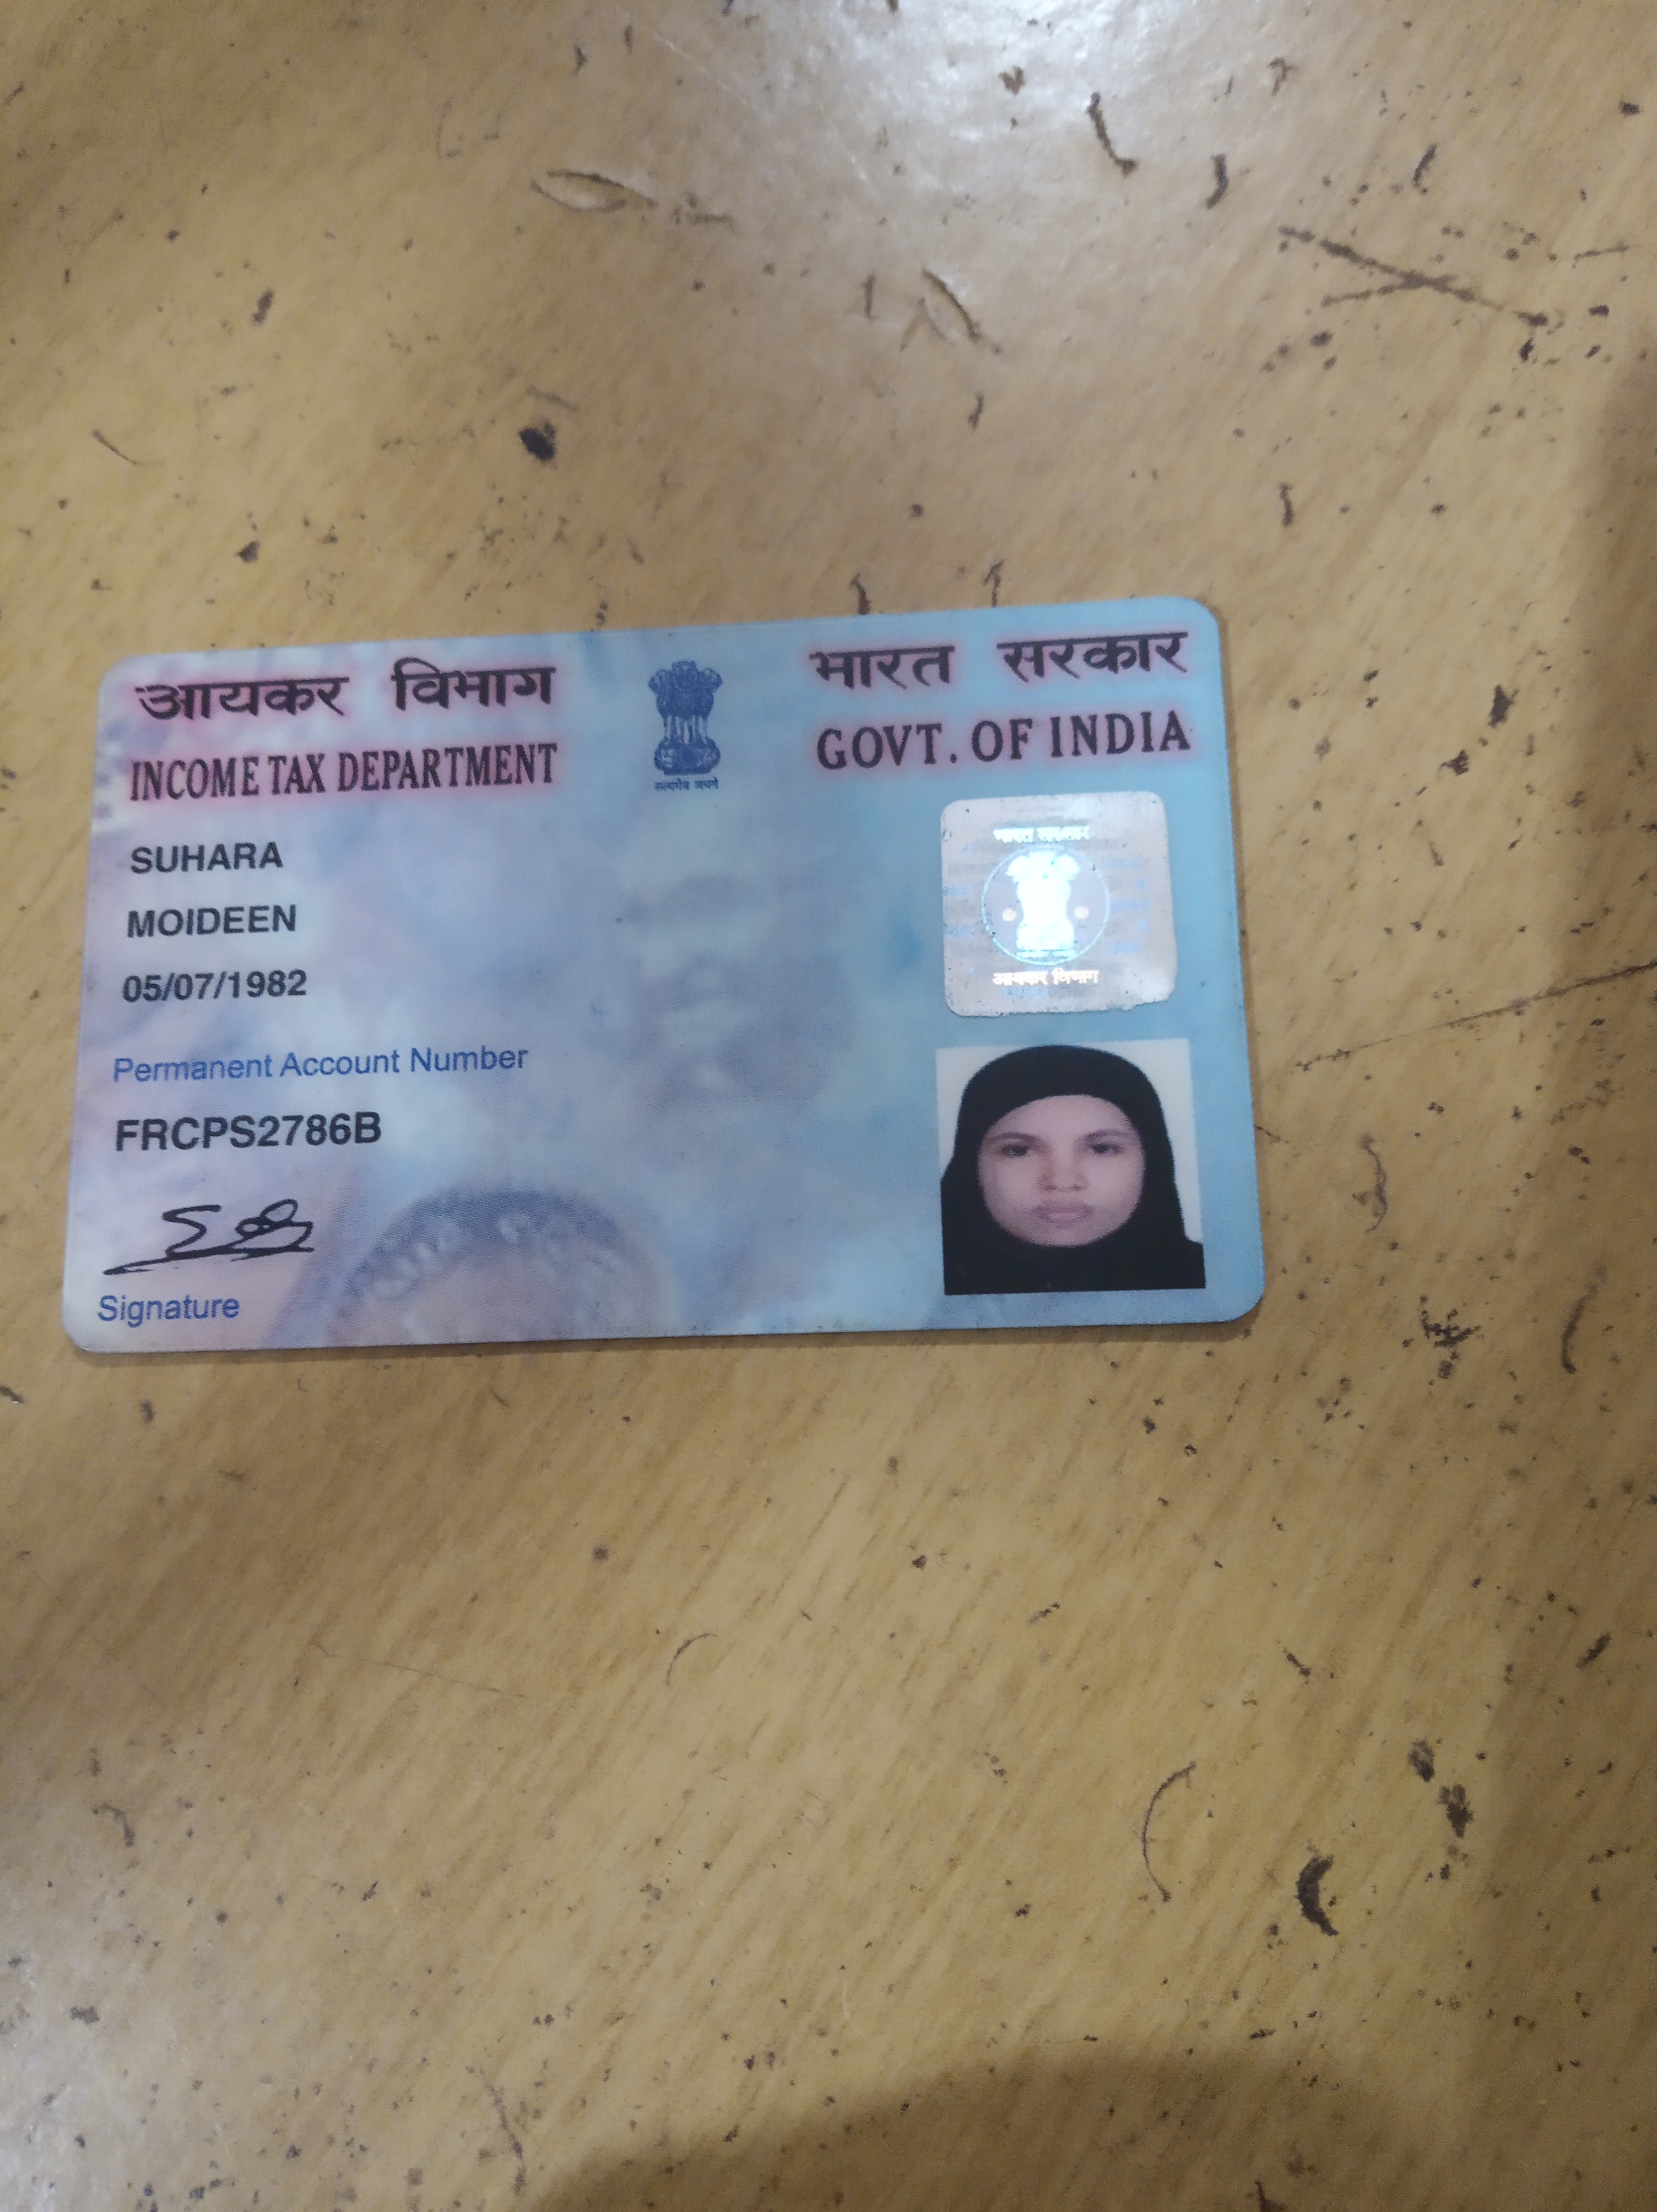 आयकर विभाग
INCOME TAX DEPARTMENT
सत्यमेव जयते
भारत सरकार
GOVT. OF INDIA
SUHARA
MOIDEEN
05/07/1982
Permanent Account Number
FRCPS2786B
Signature
भारत सरकार
आयकर विभाग